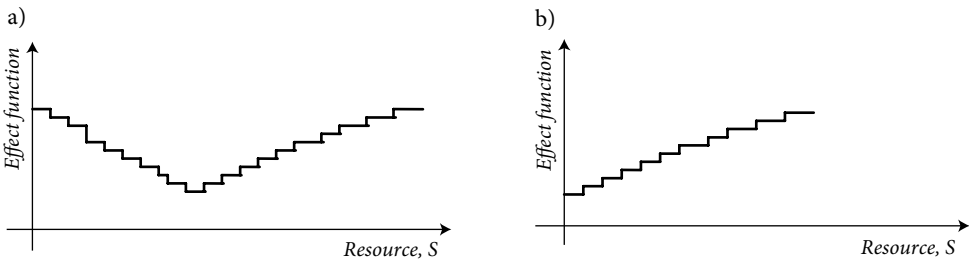 a)
Effect function
Resource, S
b)
Effect function
Resource, S